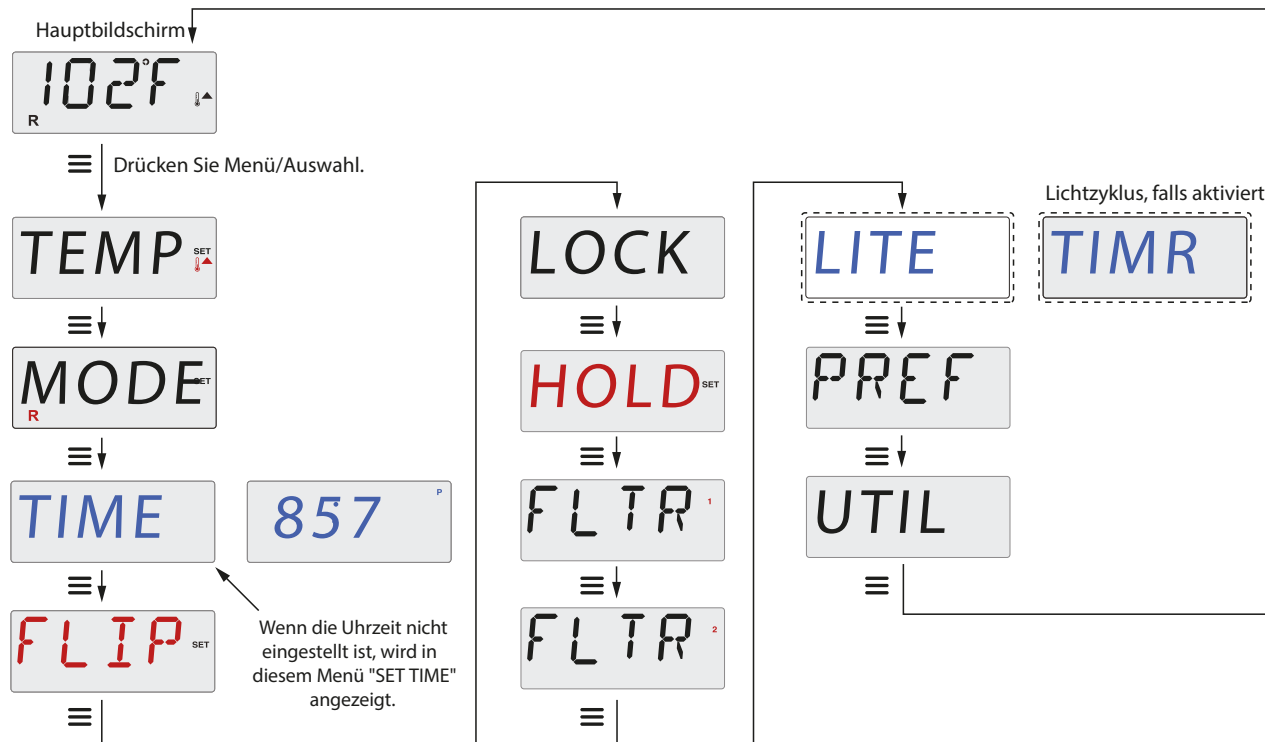 Hauptbildschirm
102°F
R
Drücken Sie Menü/Auswahl.
TEMP SET
MODE SET
R
TIME
857 P
Wenn die Uhrzeit nicht
eingestellt ist, wird in
diesem Menü "SET TIME"
angezeigt.
FLIP SET
LOCK
HOLD SET
FLTR 1
FLTR 2
LITE
Lichtzyklus, falls aktiviert
TIMR
PREF
UTIL